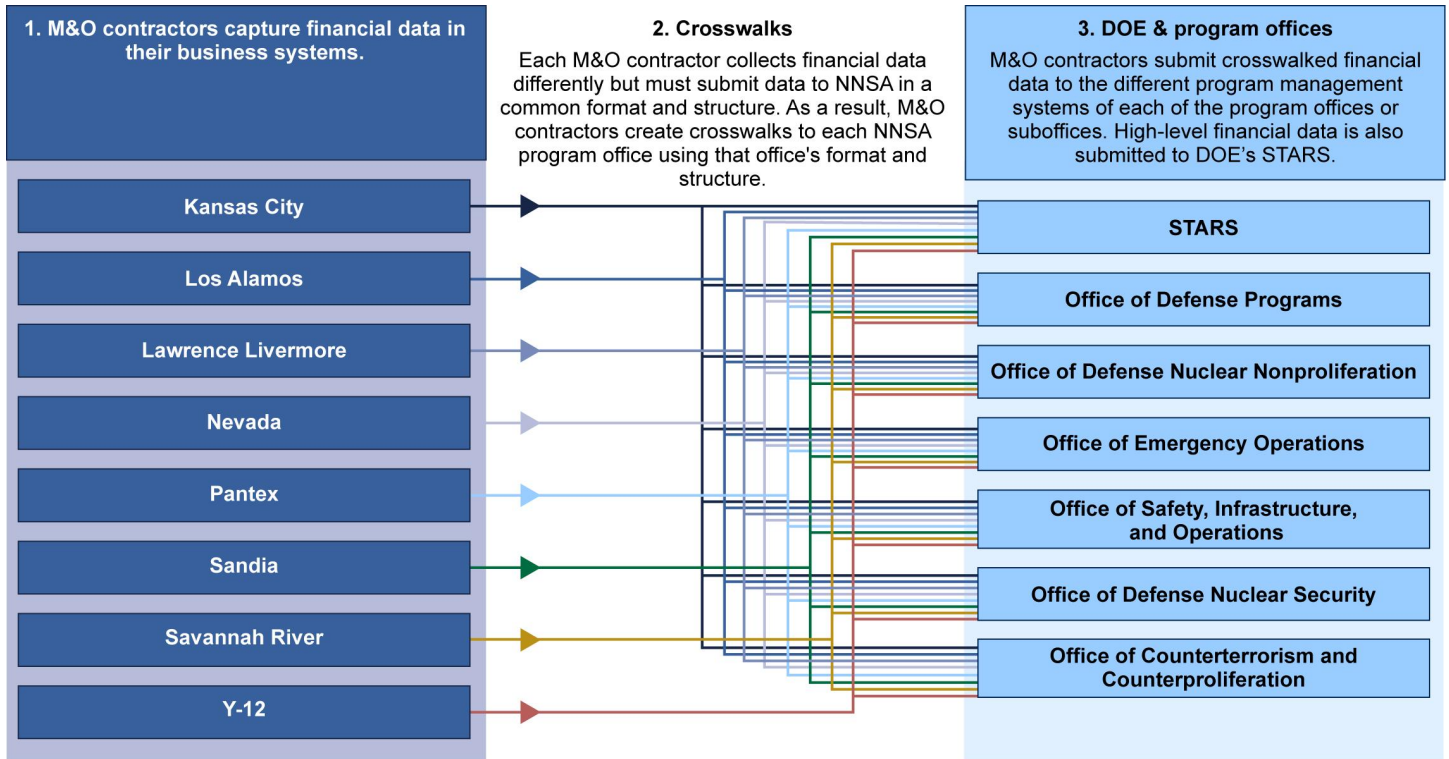 1. M&O contractors capture financial data in
their business systems.
2. Crosswalks
Each M&O contractor collects financial data
differently but must submit data to NNSA in a
common format and structure. As a result, M&O
contractors create crosswalks to each NNSA
program office using that office's format and
structure.
3. DOE & program offices
M&O contractors submit crosswalked financial
data to the different program management
systems of each of the program offices or
suboffices. High-level financial data is also
submitted to DOE’s STARS.
Kansas City
Los Alamos
Lawrence Livermore
Nevada
Pantex
Sandia
Savannah River
Y-12
STARS
Office of Defense Programs
Office of Defense Nuclear Nonproliferation
Office of Emergency Operations
Office of Safety, Infrastructure,
and Operations
Office of Defense Nuclear Security
Office of Counterterrorism and
Counterproliferation